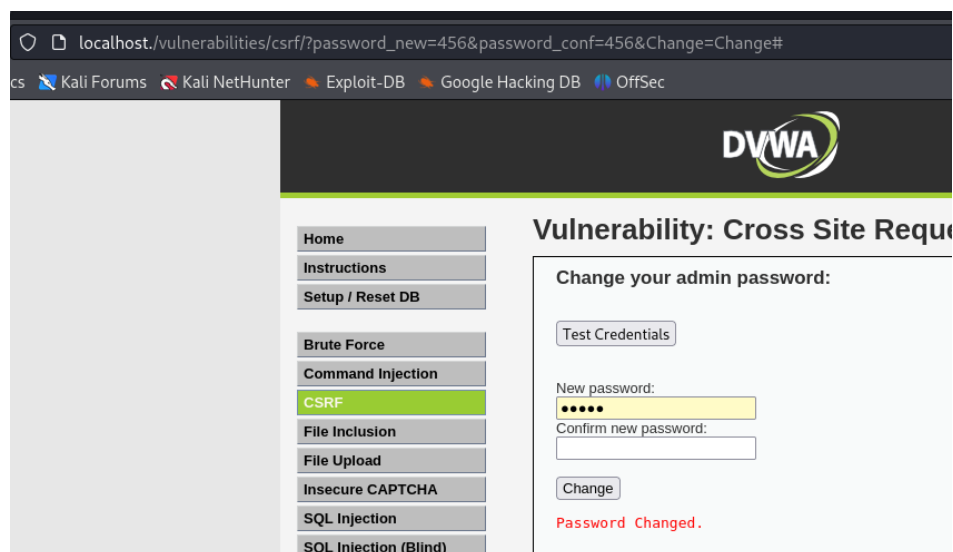 localhost./vulnerabilities/csrf/?password_new=456&password_conf=456&Change=Change#
cs Kali Forums Kali NetHunter Exploit-DB Google Hacking DB OffSec
DVWA
Vulnerability: Cross Site Reque
Home
Instructions
Setup / Reset DB
Brute Force
Command Injection
CSRF
File Inclusion
File Upload
Insecure CAPTCHA
SQL Injection
SQL Injection (Blind)
Change your admin password:
Test Credentials
New password:
•••••
Confirm new password:
Change
Password Changed.